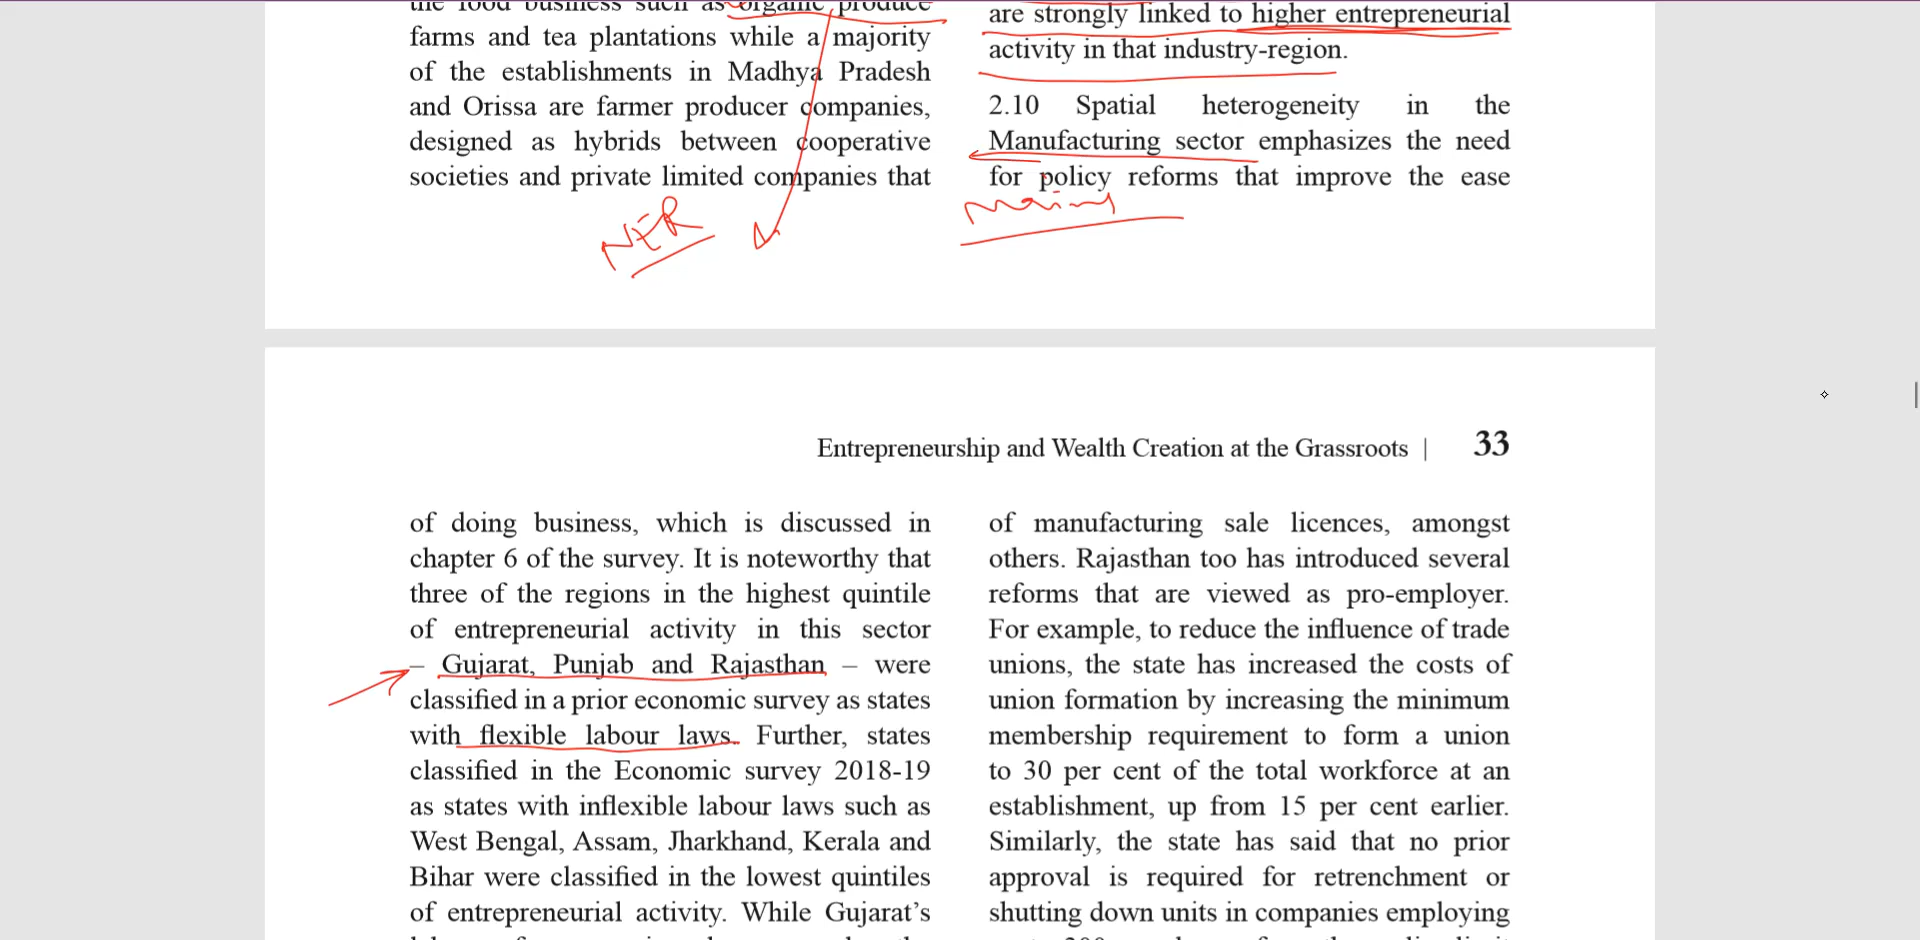 the food business such as organic produce
farms and tea plantations while a majority
of the establishments in Madhya Pradesh
and Orissa are farmer producer companies,
designed as hybrids between cooperative
societies and private limited companies that
NER
are strongly linked to higher entrepreneurial
activity in that industry-region.
2.10 Spatial heterogeneity in the
Manufacturing sector emphasizes the need
for policy reforms that improve the ease
Entrepreneurship and Wealth Creation at the Grassroots | 33
of doing business, which is discussed in
chapter 6 of the survey. It is noteworthy that
three of the regions in the highest quintile
of entrepreneurial activity in this sector
– Gujarat, Punjab and Rajasthan – were
classified in a prior economic survey as states
with flexible labour laws. Further, states
classified in the Economic survey 2018-19
as states with inflexible labour laws such as
West Bengal, Assam, Jharkhand, Kerala and
Bihar were classified in the lowest quintiles
of entrepreneurial activity. While Gujarat’s
of manufacturing sale licences, amongst
others. Rajasthan too has introduced several
reforms that are viewed as pro-employer.
For example, to reduce the influence of trade
unions, the state has increased the costs of
union formation by increasing the minimum
membership requirement to form a union
to 30 per cent of the total workforce at an
establishment, up from 15 per cent earlier.
Similarly, the state has said that no prior
approval is required for retrenchment or
shutting down units in companies employing